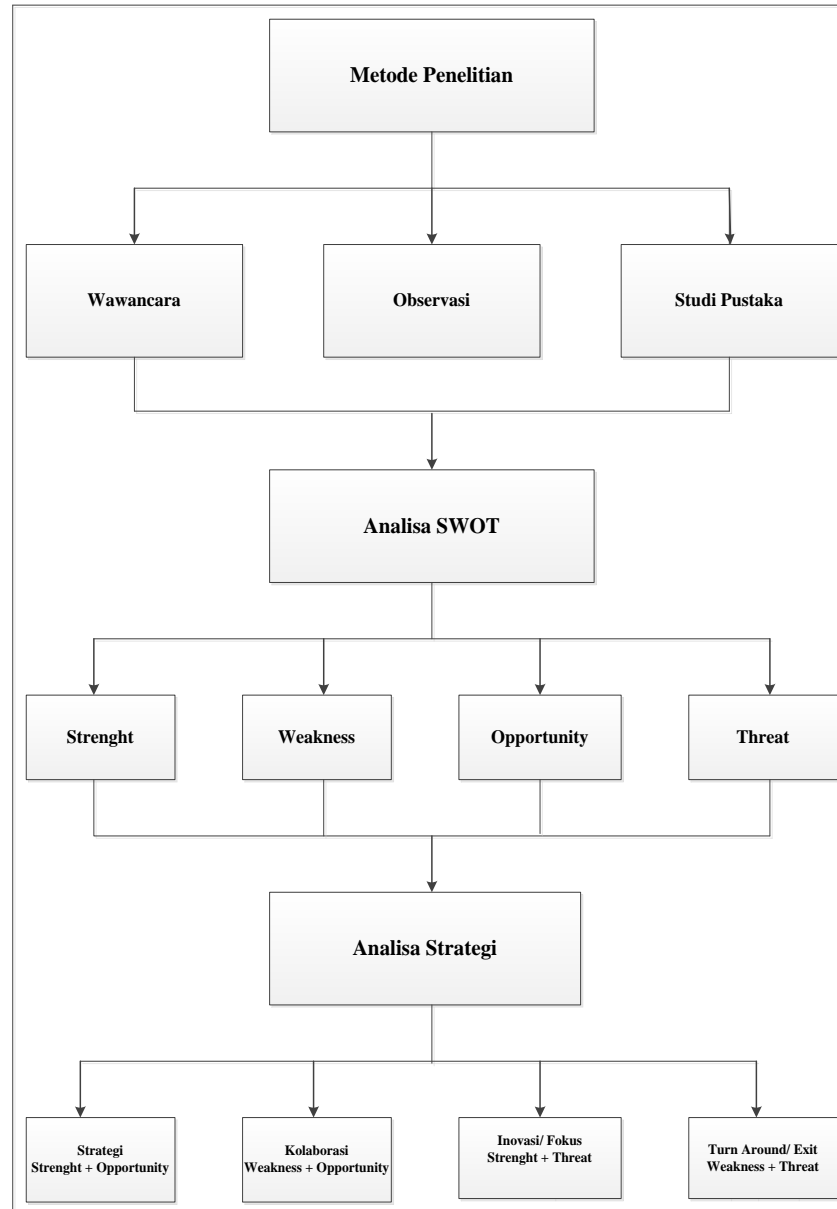 Metode Penelitian
Wawancara
Observasi
Studi Pustaka
Analisa SWOT
Strenght
Weakness
Opportunity
Threat
Analisa Strategi
Strategi
Strenght + Opportunity
Kolaborasi
Weakness + Opportunity
Inovasi/ Fokus
Strenght + Threat
Turn Around/ Exit
Weakness + Threat